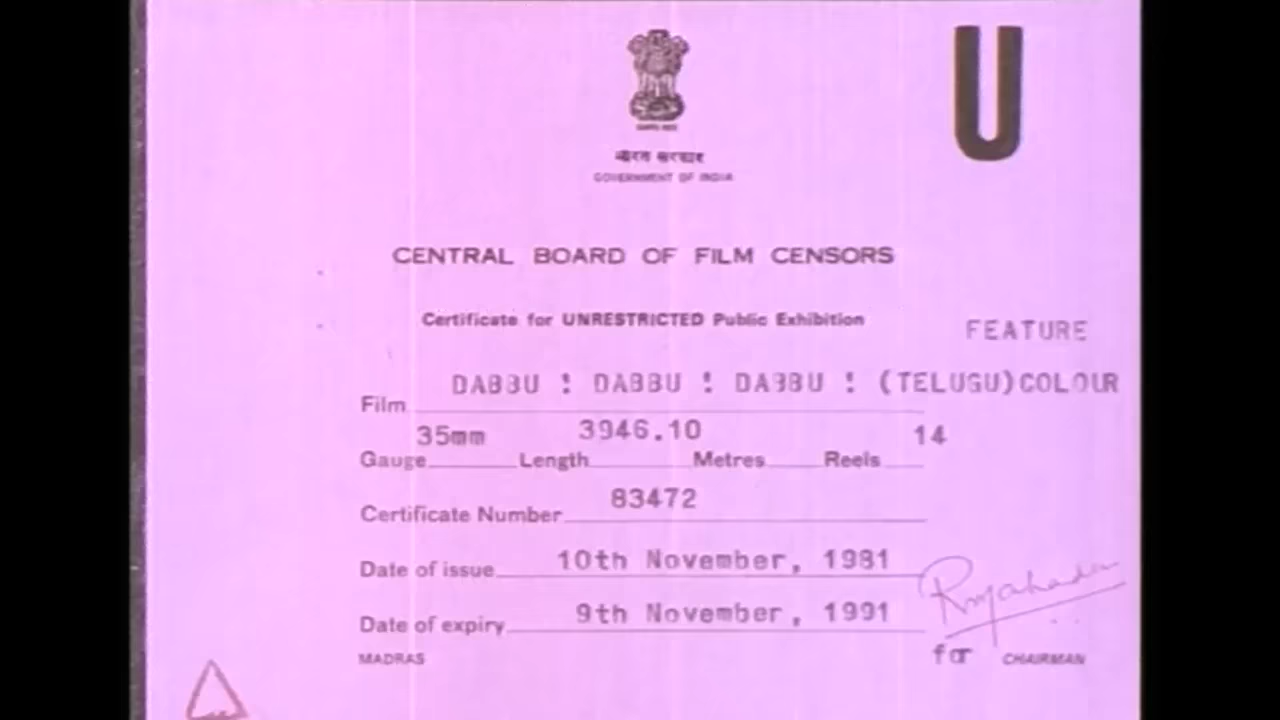 U
भारत सरकार
GOVERNMENT OF INDIA
CENTRAL BOARD OF FILM CENSORS
Certificate for UNRESTRICTED Public Exhibition
FEATURE
DABBU : DABBU : DABBU : (TELUGU)COLOUR
Film
35mm 3946.10 14
Gauge Length Metres Reels
83472
Certificate Number
10th November, 1981
Date of issue
9th November, 1991
Date of expiry
MADRAS for CHAIRMAN